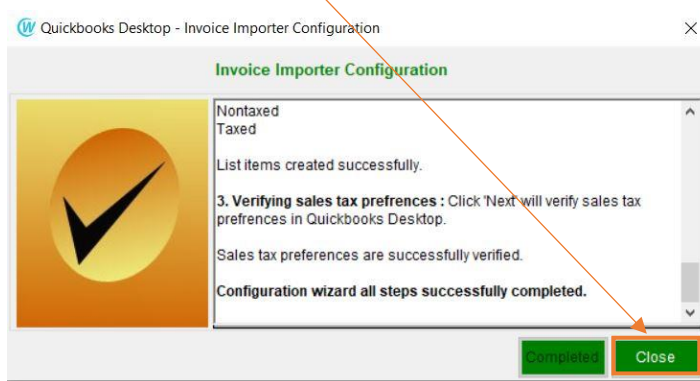 Quickbooks Desktop - Invoice Importer Configuration
Invoice Importer Configuration
Nontaxed
Taxed
List items created successfully.
3. Verifying sales tax prefrences : Click 'Next' will verify sales tax
prefrences in Quickbooks Desktop.
Sales tax preferences are successfully verified.
Configuration wizard all steps successfully completed.
Completed
Close